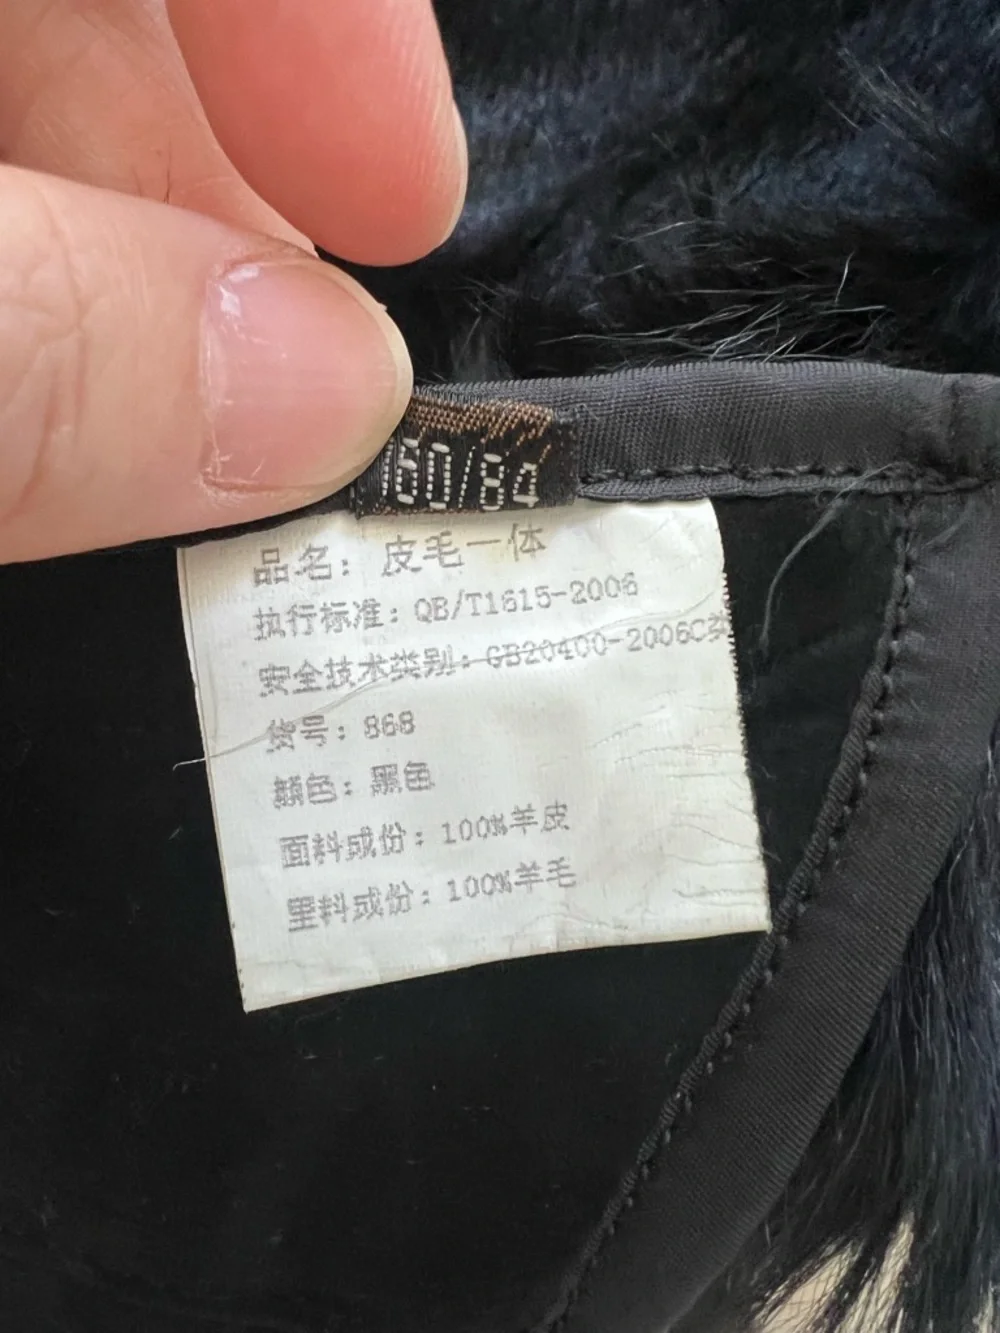 160/84
品名：皮毛一体
执行标准：QB/T1615-2006
安全技术类别：GB20400-2006C类
货号：868
颜色：黑色
面料成份：100%羊皮
里料成份：100%羊毛